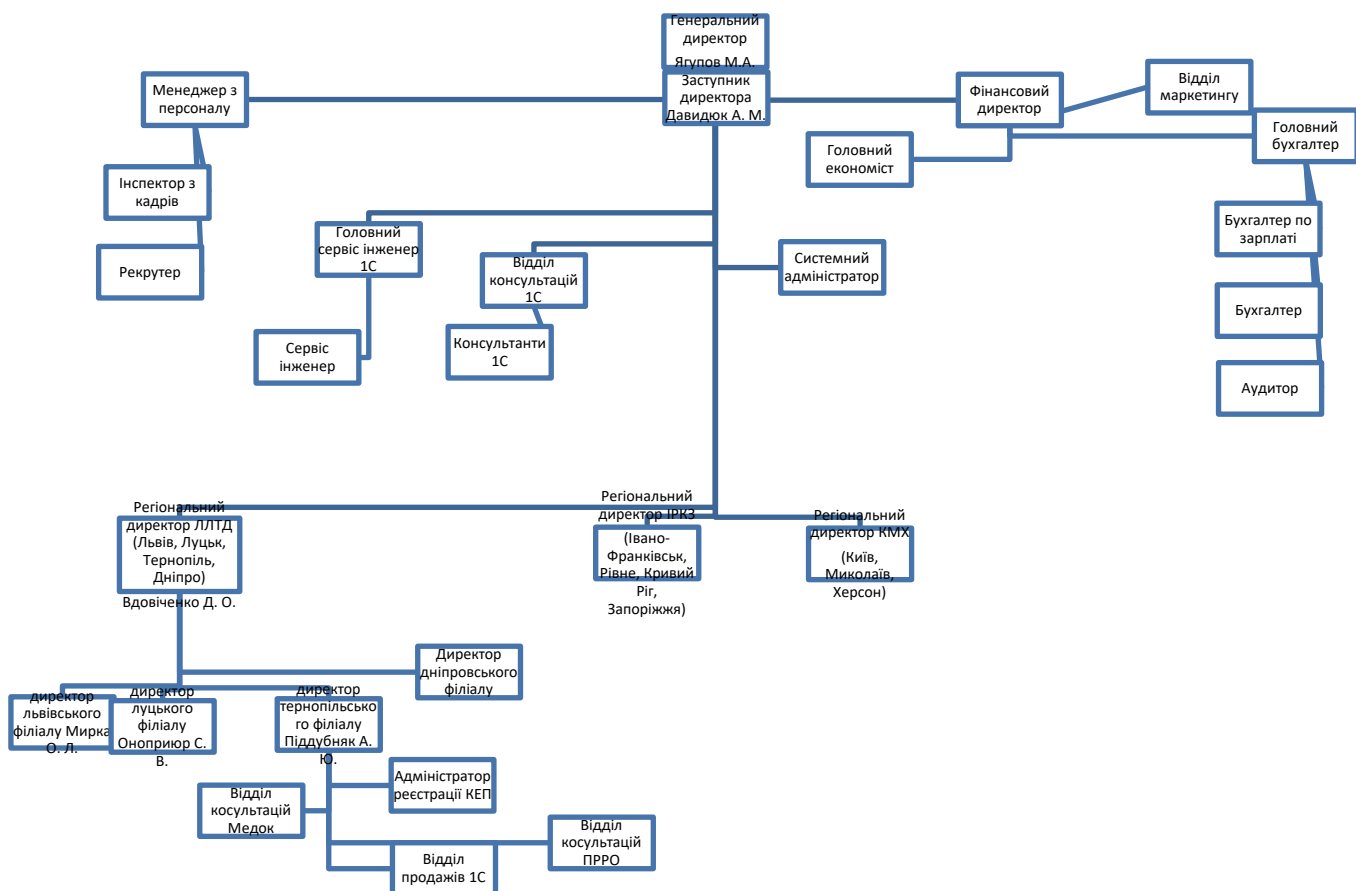 Генеральний
директор
Ягупов М.А.
Заступник
директора
Давидюк А. М.
Менеджер з
персоналу
Фінансовий
директор
Відділ
маркетингу
Головний
бухгалтер
Головний
економіст
Інспектор з
кадрів
Рекрутер
Бухгалтер по
зарплаті
Бухгалтер
Аудитор
Головний
сервіс інженер
1С
Відділ
консультацій
1С
Системний
адміністратор
Сервіс
інженер
Консультанти
1С
Регіональний
директор ЛЛТД
(Львів, Луцьк,
Тернопіль,
Дніпро)
Вдовіченко Д. О.
Регіональний
директор ІРКЗ
(Івано-
Франківськ,
Рівне, Кривий
Ріг,
Запоріжжя)
Регіональний
директор КМХ
(Київ,
Миколаїв,
Херсон)
Директор
дніпровського
філіалу
директор
львівського
філіалу Мирка
О. Л.
директор
луцького
філіалу
Оноприюр С.
В.
директор
тернопільсько
го філіалу
Піддубняк А.
Ю.
Відділ
косультацій
Медок
Адміністратор
реєстрації КЕП
Відділ
продажів 1С
Відділ
косультацій
ПРРО